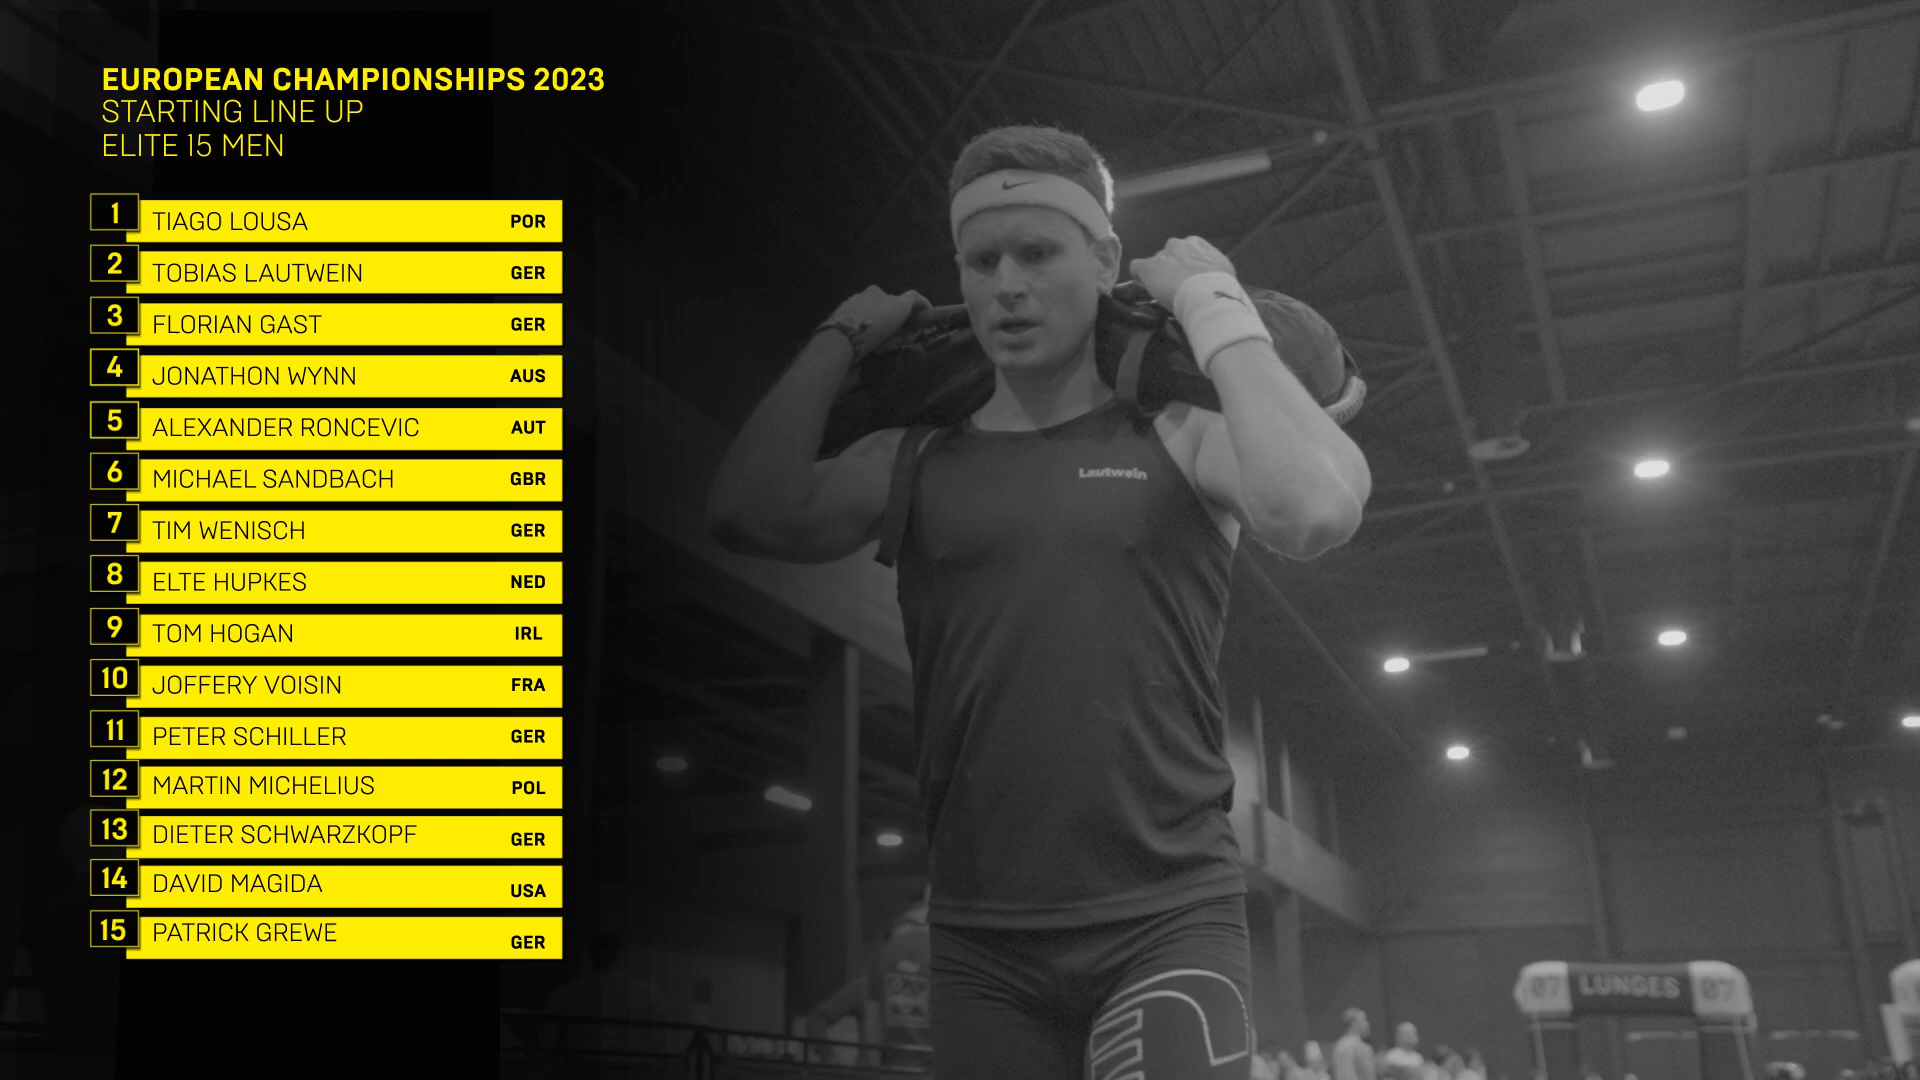 EUROPEAN CHAMPIONSHIPS 2023
STARTING LINE UP
ELITE 15 MEN
1 TIAGO LOUSA POR
2 TOBIAS LAUTWEIN GER
3 FLORIAN GAST GER
4 JONATHON WYNN AUS
5 ALEXANDER RONCEVIC AUT
6 MICHAEL SANDBACH GBR
7 TIM WENISCH GER
8 ELTE HUPKES NED
9 TOM HOGAN IRL
10 JOFFERY VOISIN FRA
11 PETER SCHILLER GER
12 MARTIN MICHELIUS POL
13 DIETER SCHWARZKOPF GER
14 DAVID MAGIDA USA
15 PATRICK GREWE GER
Lautwein
07 LUNGES 07